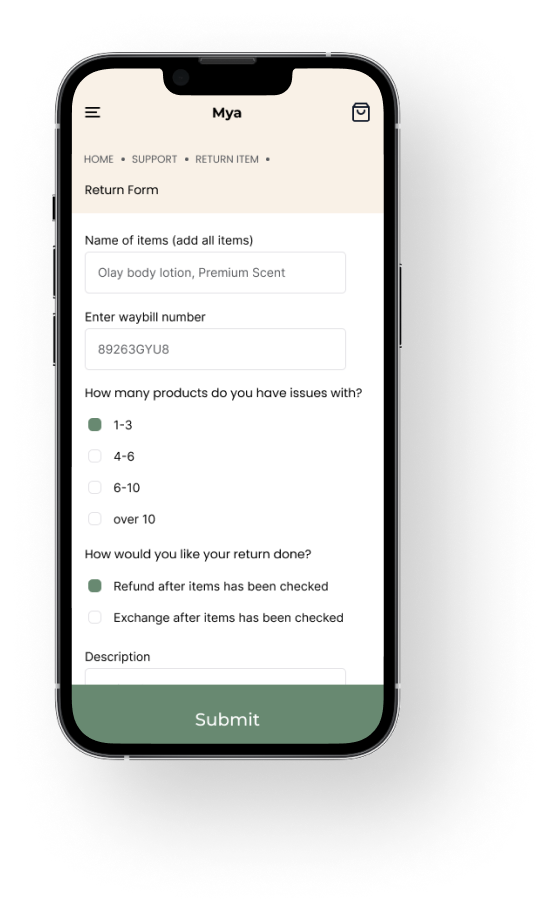 Mya
HOME • SUPPORT • RETURN ITEM •
Return Form
Name of items (add all items)
Olay body lotion, Premium Scent
Enter waybill number
89263GYU8
How many products do you have issues with?
1-3
4-6
6-10
over 10
How would you like your return done?
Refund after items has been checked
Exchange after items has been checked
Description
Submit